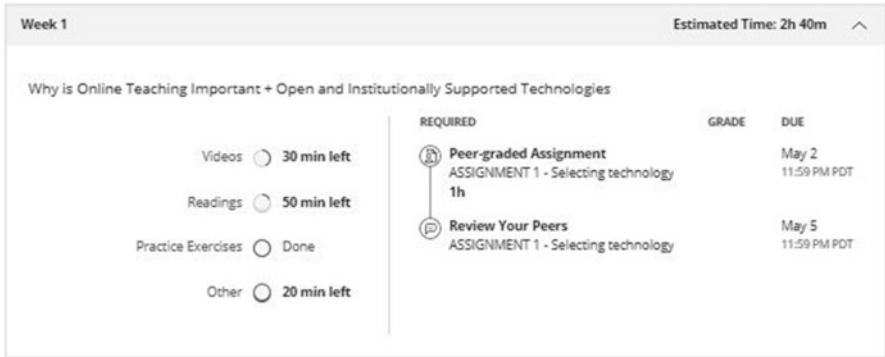 Week 1 Estimated Time: 2h 40m
Why is Online Teaching Important + Open and Institutionally Supported Technologies
Videos 30 min left
Readings 50 min left
Practice Exercises Done
Other 20 min left
REQUIRED GRADE DUE
Peer-graded Assignment May 2
ASSIGNMENT 1 - Selecting technology 11:59 PM PDT
1h
Review Your Peers May 5
ASSIGNMENT 1 - Selecting technology 11:59 PM PDT